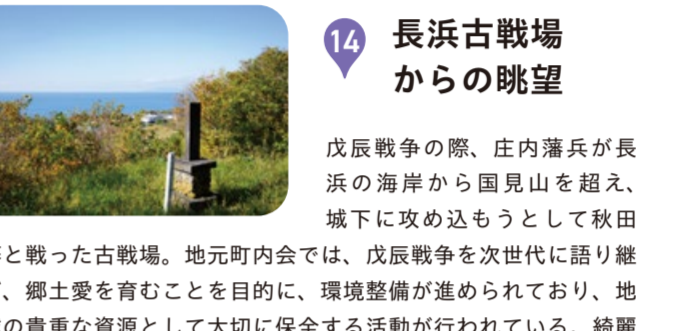 14
長浜古戦場
からの眺望
戊辰戦争の際、庄内藩兵が長
浜の海岸から国見山を超え、
城下に攻め込もうとして秋田
と戦った古戦場。地元町内会では、戊辰戦争を次世代に語り継
、郷土愛を育むことを目的に、環境整備が進められており、地
の貴重な資源として大切に保全する活動が行われている。綺麗